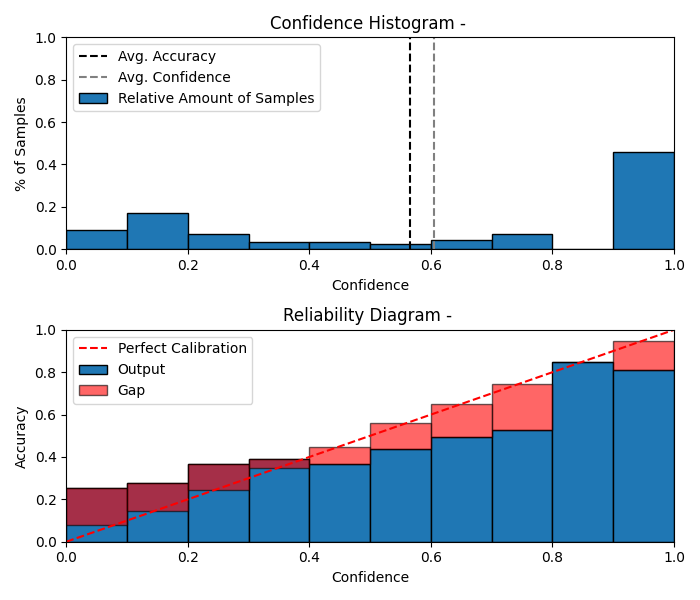 Confidence Histogram -
1.0
0.8
0.6
0.4
0.2
0.0
% of Samples
Avg. Accuracy
Avg. Confidence
Relative Amount of Samples
0.0 0.2 0.4 0.6 0.8 1.0
Confidence
Reliability Diagram -
1.0
0.8
0.6
0.4
0.2
0.0
Accuracy
Perfect Calibration
Output
Gap
0.0 0.2 0.4 0.6 0.8 1.0
Confidence